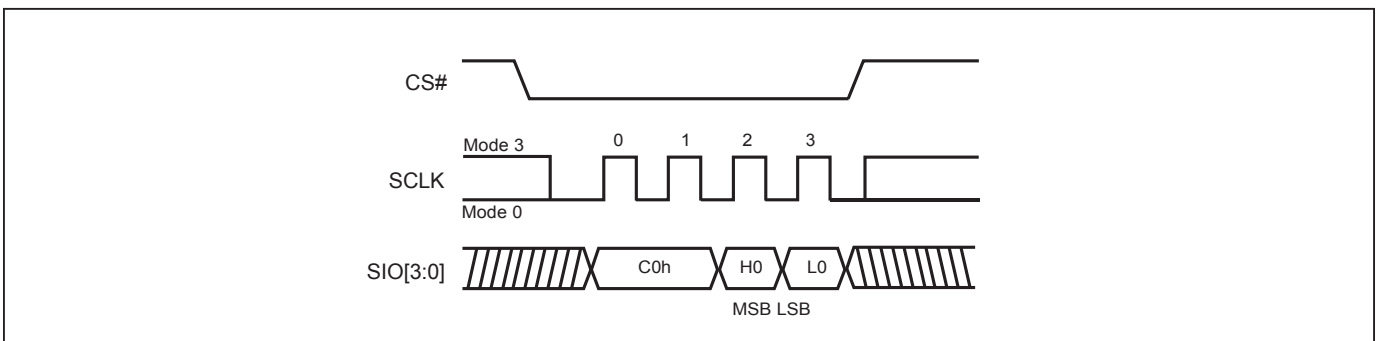 CS#
Mode 3
0 1 2 3
SCLK
Mode 0
SIO[3:0]
C0h H0 L0
MSB LSB